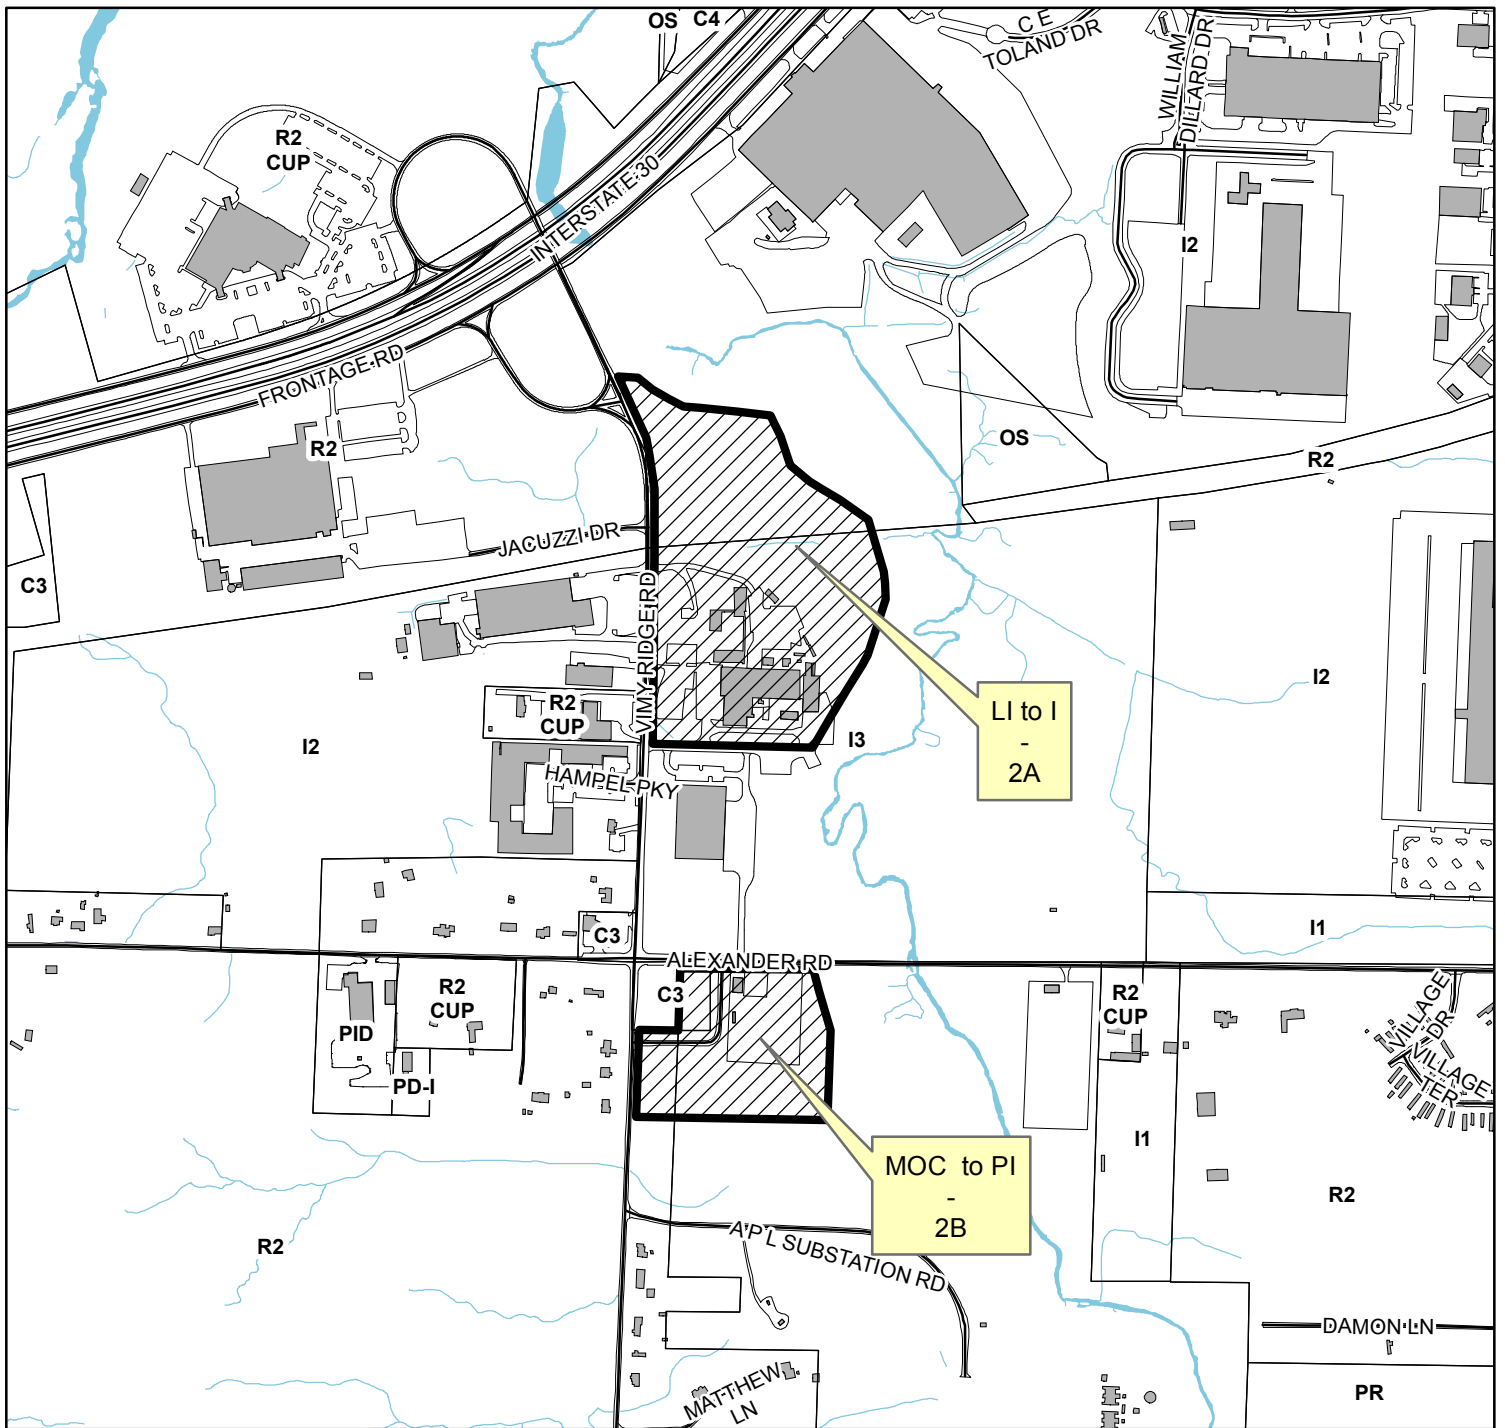 OS
C4
C E
TOLAND DR
WILLIAM
DILLARD DR
R2
CUP
INTERSTATE 30
I2
FRONTAGE RD
R2
OS
R2
JACUZZI DR
C3
VIMY RIDGE RD
LI to I
-
2A
I2
R2
CUP
I2
I3
HAMPEL PKY
C3
I1
ALEXANDER RD
C3
R2
CUP
PID
PD-I
R2
CUP
VILLAGE
DR
VILLAGE
TER
I1
MOC to PI
-
2B
R2
R2
A P L SUBSTATION RD
DAMON LN
MATTHEW
LN
PR